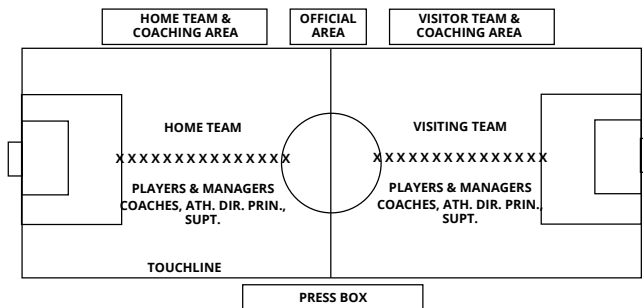 HOME TEAM &
COACHING AREA
OFFICIAL
AREA
VISITOR TEAM &
COACHING AREA
HOME TEAM
XXXXXXXXXXXXXXX
PLAYERS & MANAGERS
COACHES, ATH. DIR. PRIN.,
SUPT.
VISITING TEAM
XXXXXXXXXXXXXXX
PLAYERS & MANAGERS
COACHES, ATH. DIR. PRIN.,
SUPT.
TOUCHLINE
PRESS BOX